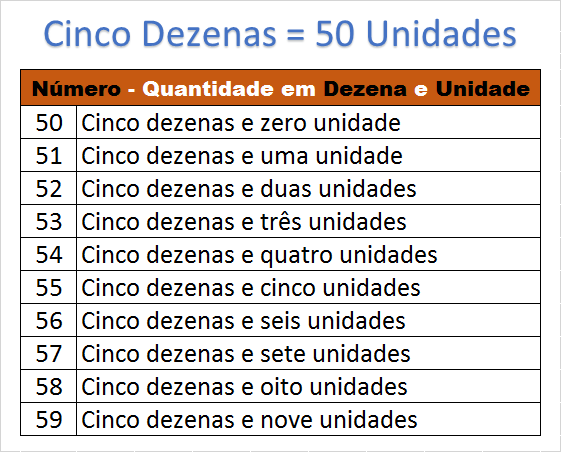 Cinco Dezenas = 50 Unidades
Número - Quantidade em Dezena e Unidade
50 Cinco dezenas e zero unidade
51 Cinco dezenas e uma unidade
52 Cinco dezenas e duas unidades
53 Cinco dezenas e três unidades
54 Cinco dezenas e quatro unidades
55 Cinco dezenas e cinco unidades
56 Cinco dezenas e seis unidades
57 Cinco dezenas e sete unidades
58 Cinco dezenas e oito unidades
59 Cinco dezenas e nove unidades